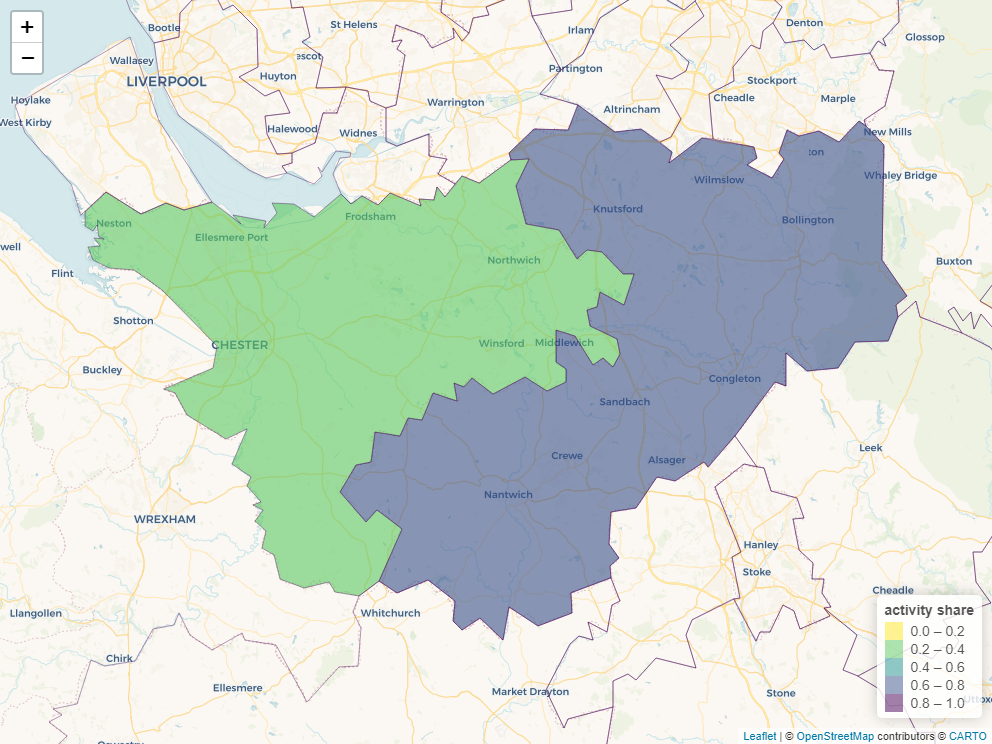 +
−
Bootle
St Helens
Irlam
Denton
Glossop
Wallasey
escot
Huyton
Partington
LIVERPOOL
Stockport
Hoylake
Warrington
Cheadle
Marple
Altrincham
West Kirby
Halewood
Widnes
New Mills
ton
Whaley Bridge
Wilmslow
Neston
Frodsham
Knutsford
Bollington
Ellesmere Port
well
Northwich
Buxton
Flint
Shotton
CHESTER
Winsford
Middlewich
Buckley
Congleton
Sandbach
Leek
Crewe
Alsager
Nantwich
WREXHAM
Hanley
Stoke
Cheadle
Llangollen
Whitchurch
activity share
0.0 – 0.2
0.2 – 0.4
0.4 – 0.6
0.6 – 0.8
0.8 – 1.0
Chirk
Ellesmere
Market Drayton
Stone
Uttox
Leaflet | © OpenStreetMap contributors © CARTO